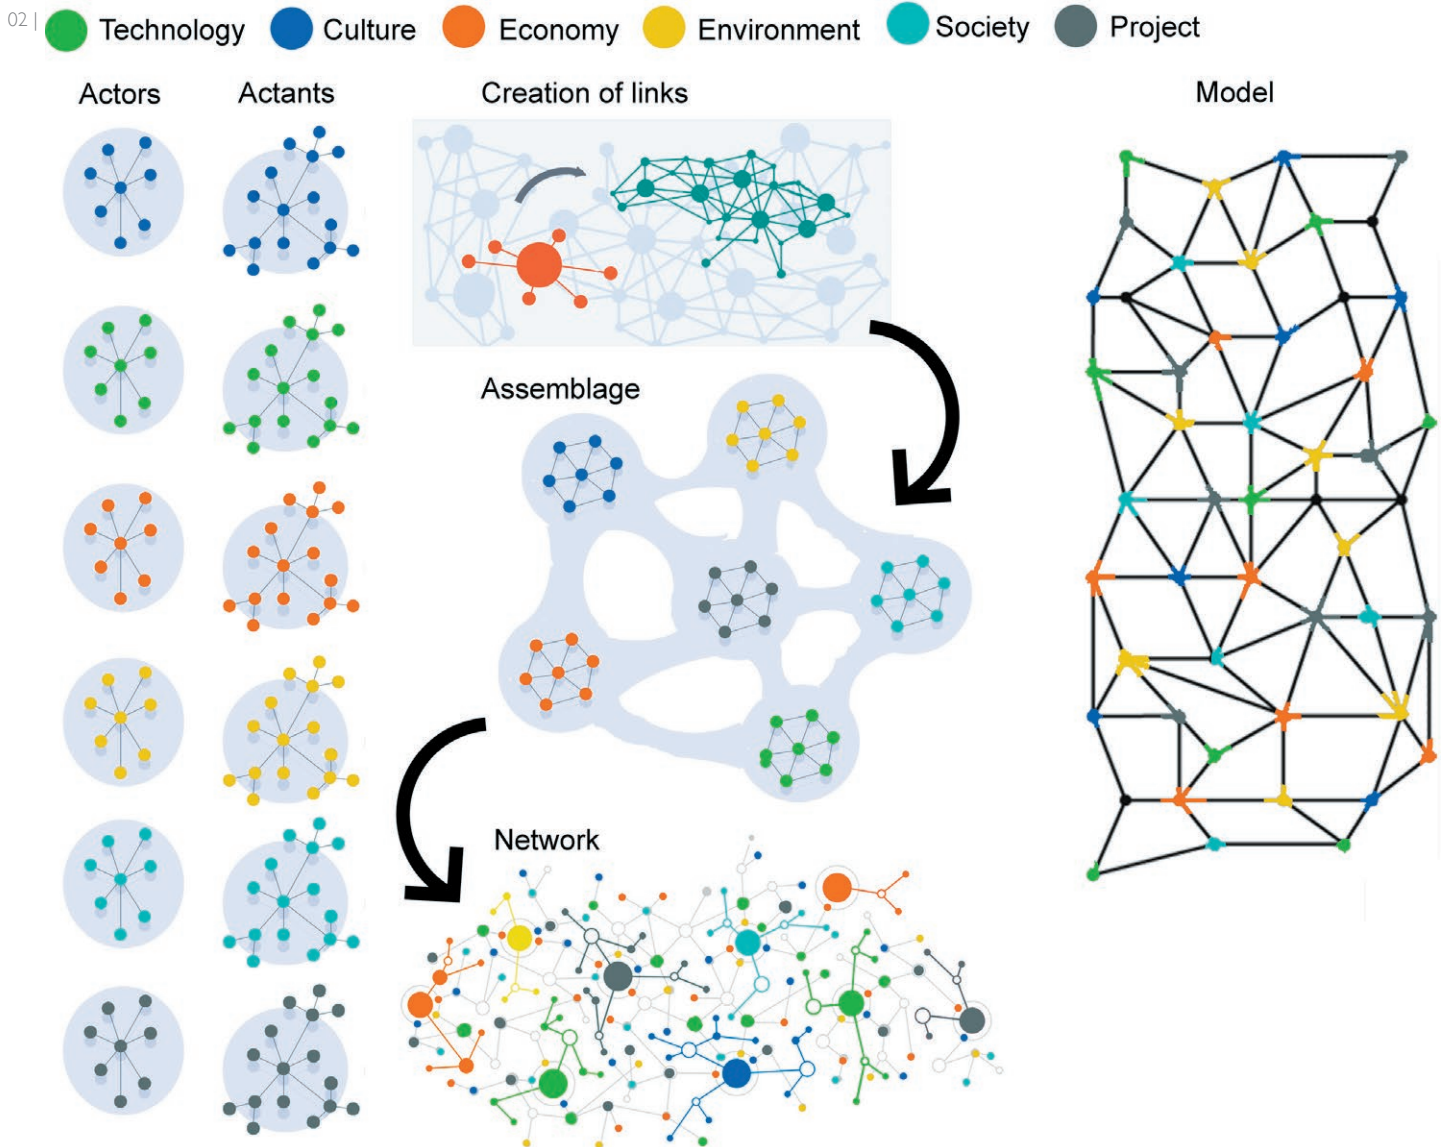 02 |
Technology Culture Economy Environment Society Project
Actors Actants Creation of links Model
Assemblage
Network